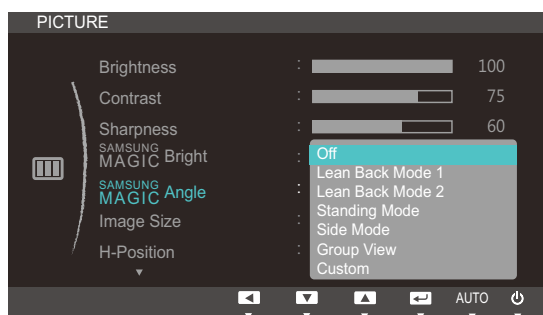 PICTURE
Brightness : 100
Contrast : 75
Sharpness : 60
SAMSUNG
MAGIC Bright :
SAMSUNG
MAGIC Angle :
Image Size :
H-Position :
Off
Lean Back Mode 1
Lean Back Mode 2
Standing Mode
Side Mode
Group View
Custom
AUTO